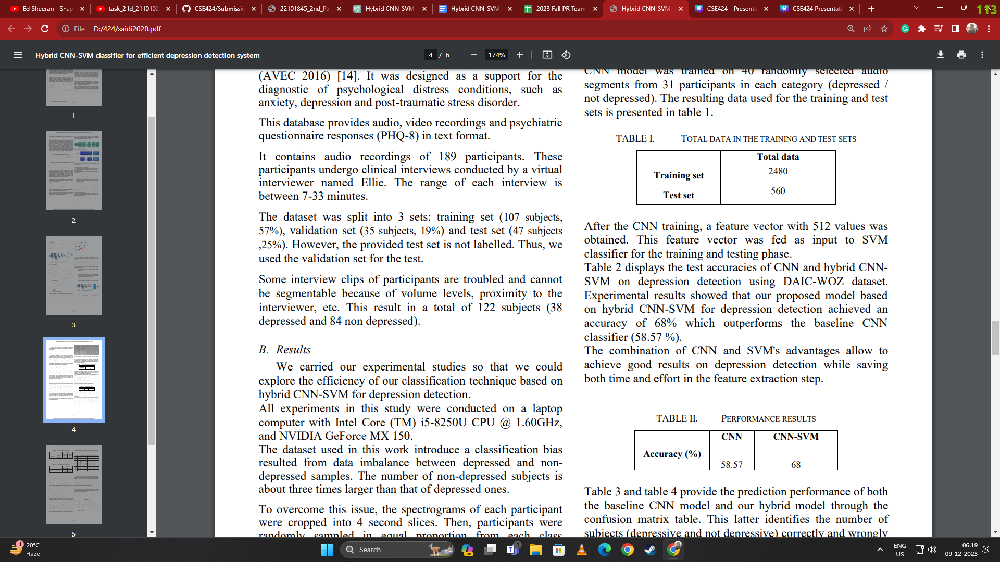 Ed Sheeran - Shap
task_2 Id_2110102
CSE424/Submissic
22101845_2nd_Pa
Hybrid CNN-SVM
Hybrid CNN-SVM
2023 Fall PR Team
Hybrid CNN-SVM
CSE424 - Presenta
CSE424 Presentati
113
File
D:/424/saidi2020.pdf
Hybrid CNN-SVM classifier for efficient depression detection system
4 / 6
174%
1
2
3
4
5
(AVEC 2016) [14]. It was designed as a support for the
diagnostic of psychological distress conditions, such as
anxiety, depression and post-traumatic stress disorder.
This database provides audio, video recordings and psychiatric
questionnaire responses (PHQ-8) in text format.
It contains audio recordings of 189 participants. These
participants undergo clinical interviews conducted by a virtual
interviewer named Ellie. The range of each interview is
between 7-33 minutes.
The dataset was split into 3 sets: training set (107 subjects,
57%), validation set (35 subjects, 19%) and test set (47 subjects
,25%). However, the provided test set is not labelled. Thus, we
used the validation set for the test.
Some interview clips of participants are troubled and cannot
be segmentable because of volume levels, proximity to the
interviewer, etc. This result in a total of 122 subjects (38
depressed and 84 non depressed).
B. Results
We carried our experimental studies so that we could
explore the efficiency of our classification technique based on
hybrid CNN-SVM for depression detection.
All experiments in this study were conducted on a laptop
computer with Intel Core (TM) i5-8250U CPU @ 1.60GHz,
and NVIDIA GeForce MX 150.
The dataset used in this work introduce a classification bias
resulted from data imbalance between depressed and non-
depressed samples. The number of non-depressed subjects is
about three times larger than that of depressed ones.
To overcome this issue, the spectrograms of each participant
were cropped into 4 second slices. Then, participants were
randomly sampled in equal proportion from each class
CNN model was trained on 40 randomly selected audio
segments from 31 participants in each category (depressed /
not depressed). The resulting data used for the training and test
sets is presented in table 1.
TABLE I. TOTAL DATA IN THE TRAINING AND TEST SETS
Total data
Training set 2480
Test set 560
After the CNN training, a feature vector with 512 values was
obtained. This feature vector was fed as input to SVM
classifier for the training and testing phase.
Table 2 displays the test accuracies of CNN and hybrid CNN-
SVM on depression detection using DAIC-WOZ dataset.
Experimental results showed that our proposed model based
on hybrid CNN-SVM for depression detection achieved an
accuracy of 68% which outperforms the baseline CNN
classifier (58.57 %).
The combination of CNN and SVM's advantages allow to
achieve good results on depression detection while saving
both time and effort in the feature extraction step.
TABLE II. PERFORMANCE RESULTS
CNN CNN-SVM
Accuracy (%) 58.57 68
Table 3 and table 4 provide the prediction performance of both
the baseline CNN model and our hybrid model through the
confusion matrix table. This latter identifies the number of
subjects (depressive and not depressive) correctly and wrongly
1
20°C
Haze
Search
PRE
1
ENG
US
06:19
09-12-2023